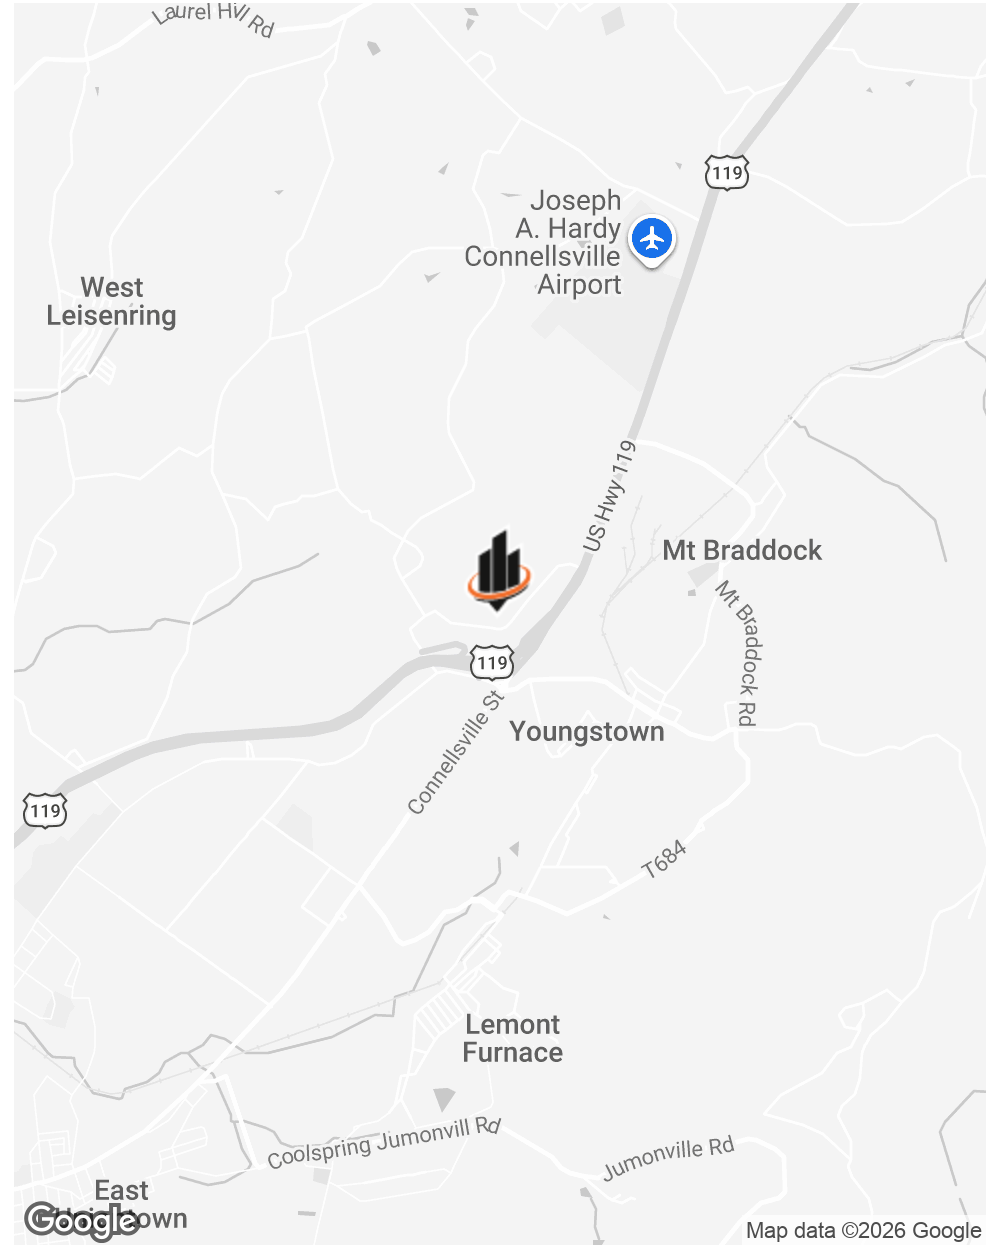 Laurel Hill Rd
119
Joseph
A. Hardy
Connellsville
Airport
West
Leisenring
US Hwy 119
Mt Braddock
Mt Braddock Rd
119
Youngstown
Connellsville St
119
T684
Lemont
Furnace
Coolspring Jumonvill Rd
Jumonville Rd
East
Uniontown
Google
Map data ©2026 Google